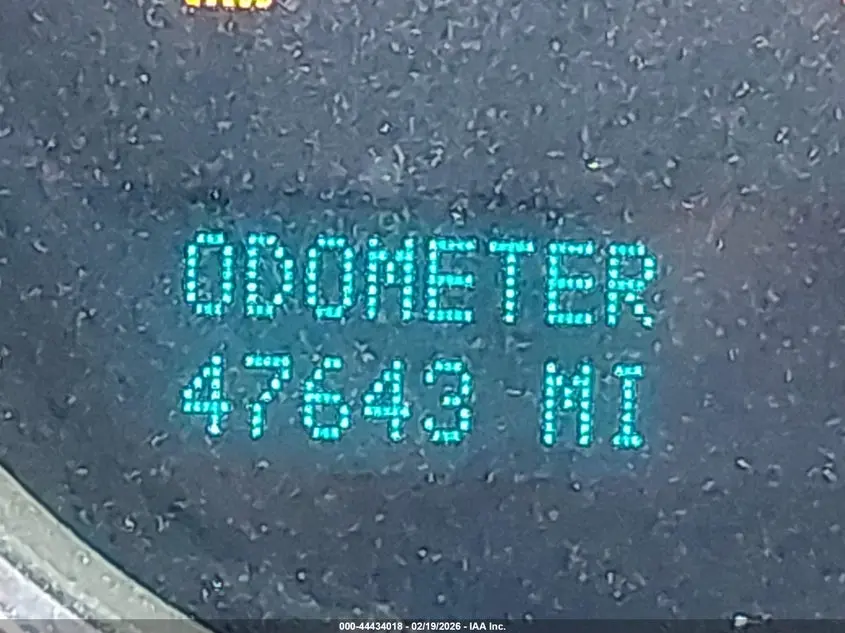 ODOMETER
47643 MI
000-44434018 - 02/19/2026 - IAA Inc.